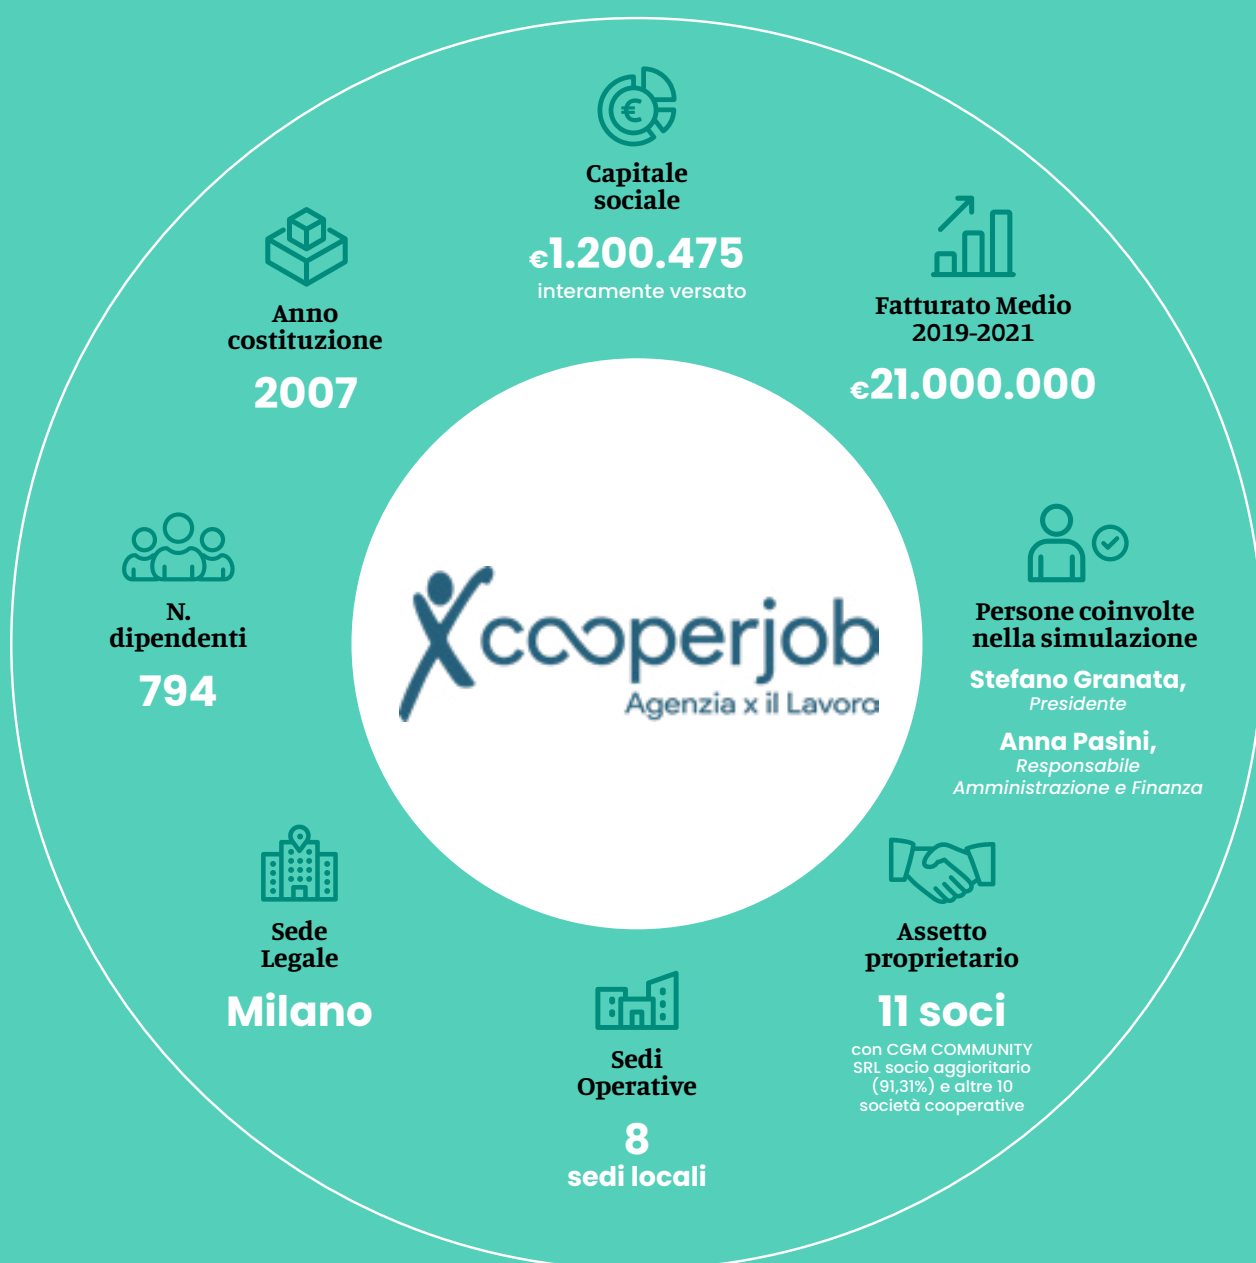 Capitale
sociale
€1.200.475
interamente versato
Fatturato Medio
2019-2021
€21.000.000
Persone coinvolte
nella simulazione
Stefano Granata,
Presidente
Anna Pasini,
Responsabile
Amministrazione e Finanza
Assetto
proprietario
11 soci
con CGM COMMUNITY
SRL socio aggioritario
(91,31%) e altre 10
società cooperative
Sedi
Operative
8
sedi locali
Sede
Legale
Milano
N.
dipendenti
794
Anno
costituzione
2007
cooperjob
Agenzia x il Lavoro